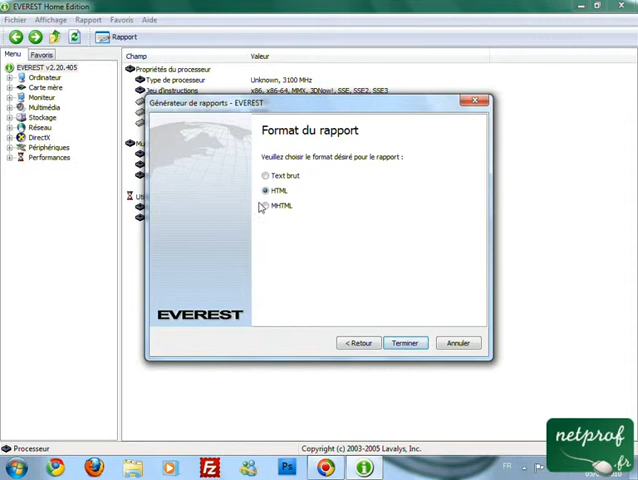 EVEREST Home Edition
Fichier Affichage Rapport Favoris Aide
Rapport
Menu Favoris
Champ Valeur
EVEREST v2.20.405
Ordinateur
Carte mère
Moniteur
Multimédia
Stockage
Réseau
DirectX
Périphériques
Performances
Propriétés du processeur
Type de processeur Unknown, 3100 MHz
Jeu d'instructions x86, x86-64, MMX, 3DNow!, SSE, SSE2, SSE3
Générateur de rapports - EVEREST
Format du rapport
Veuillez choisir le format désiré pour le rapport :
Text brut
HTML
MHTML
EVEREST
< Retour Terminer Annuler
Processeur Copyright (c) 2003-2005 Lavalys, Inc.
FR
netprof
.fr